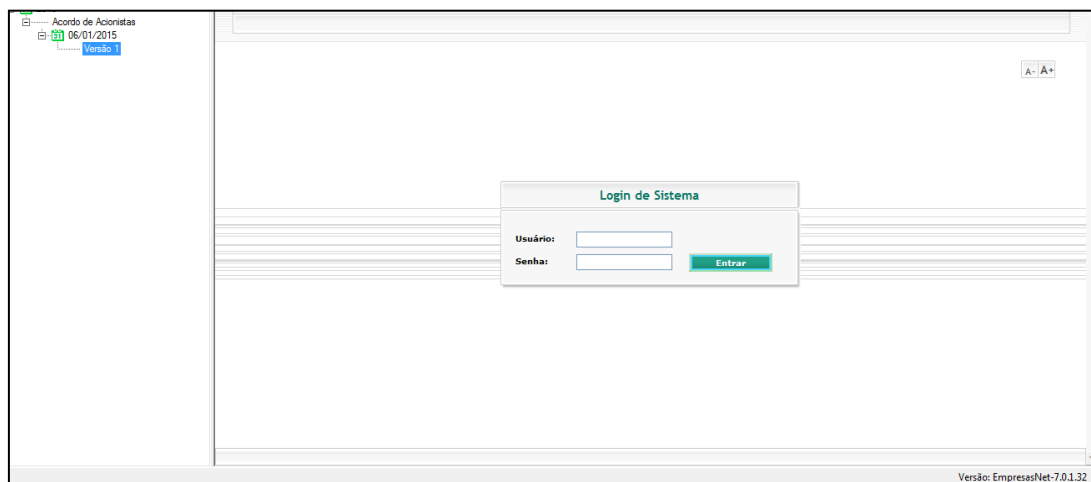 Acordo de Acionistas
31 06/01/2015
Versão 1
A- A+
Login de Sistema
Usuário:
Senha:
Entrar
Versão: EmpresasNet-7.0.1.32